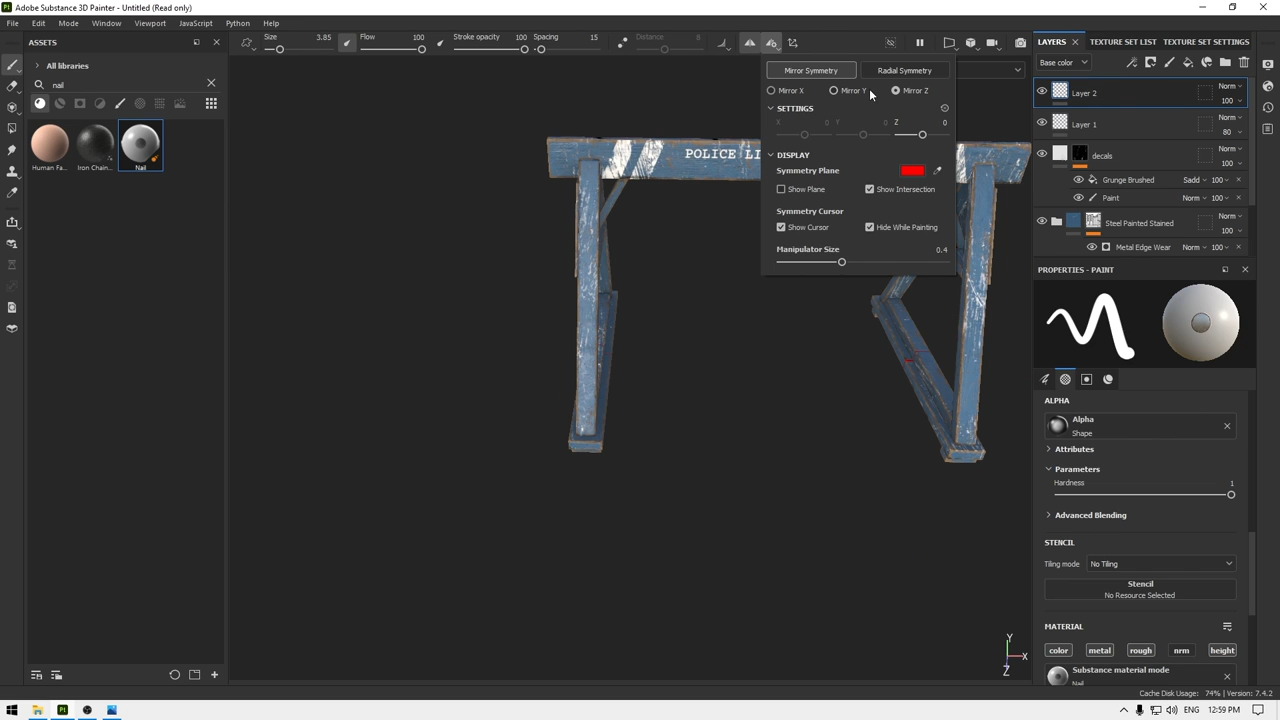 Adobe Substance 3D Painter - Mirrored - Untitled (Read only)
File Edit Mode Window Viewport JavaScript Python Help
Size 3.85 Flow 100 Stroke opacity 100 Spacing 15 Distance 8
ASSETS
All libraries
nail
Human Fa... Iron Chain... Nail
POLICE LI
Mirror Symmetry Radial Symmetry
Mirror X Mirror Y Mirror Z
SETTINGS
X 0 Y 0 Z 0
DISPLAY
Symmetry Plane
Show Plane Show Intersection
Symmetry Cursor
Show Cursor Hide While Painting
Manipulator Size 0.4
Y
X
Z
LAYERS TEXTURE SET LIST TEXTURE SET SETTINGS
Base color
Layer 2 Norm
100
Layer 1 Norm
80
decals Norm
100
Grunge Brushed Sadd 100
Paint Norm 100
Steel Painted Stained Norm
100
Metal Edge Wear Norm 100
PROPERTIES - PAINT
ALPHA
Alpha
Shape
Attributes
Parameters
Hardness 1
Advanced Blending
STENCIL
Tiling mode No Tiling
Stencil
No Resource Selected
MATERIAL
color metal rough nrm height
Substance material mode
Nail
Cache Disk Usage: 74% | Version: 7.4.2
ENG 12:59 PM